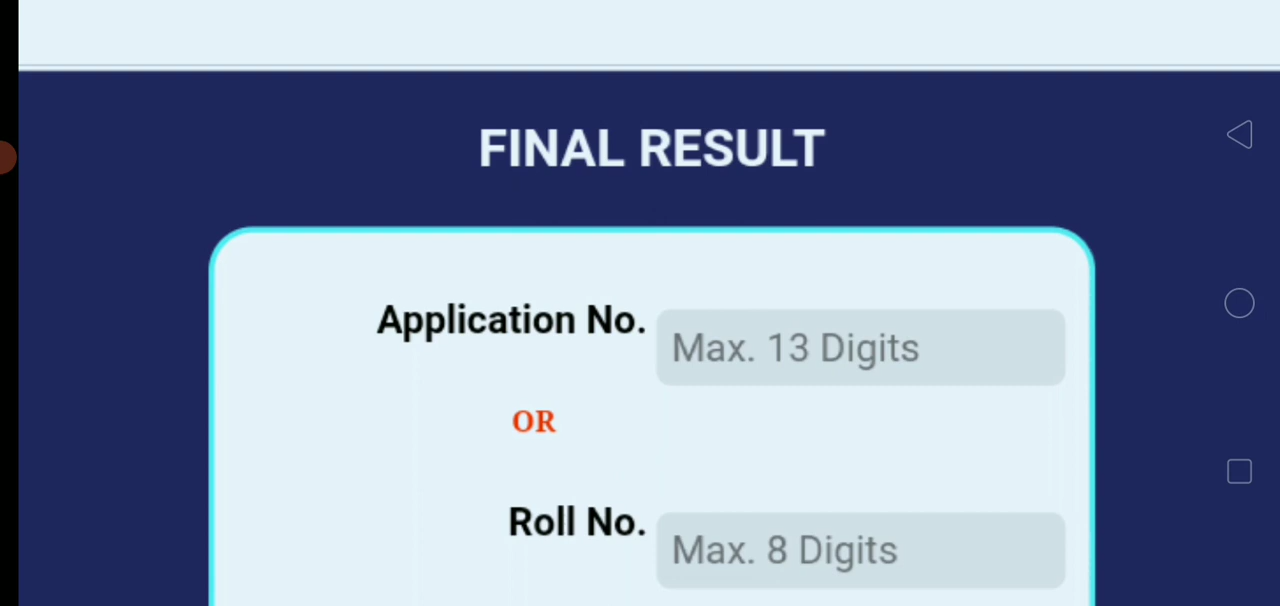 FINAL RESULT
Application No. Max. 13 Digits
OR
Roll No. Max. 8 Digits